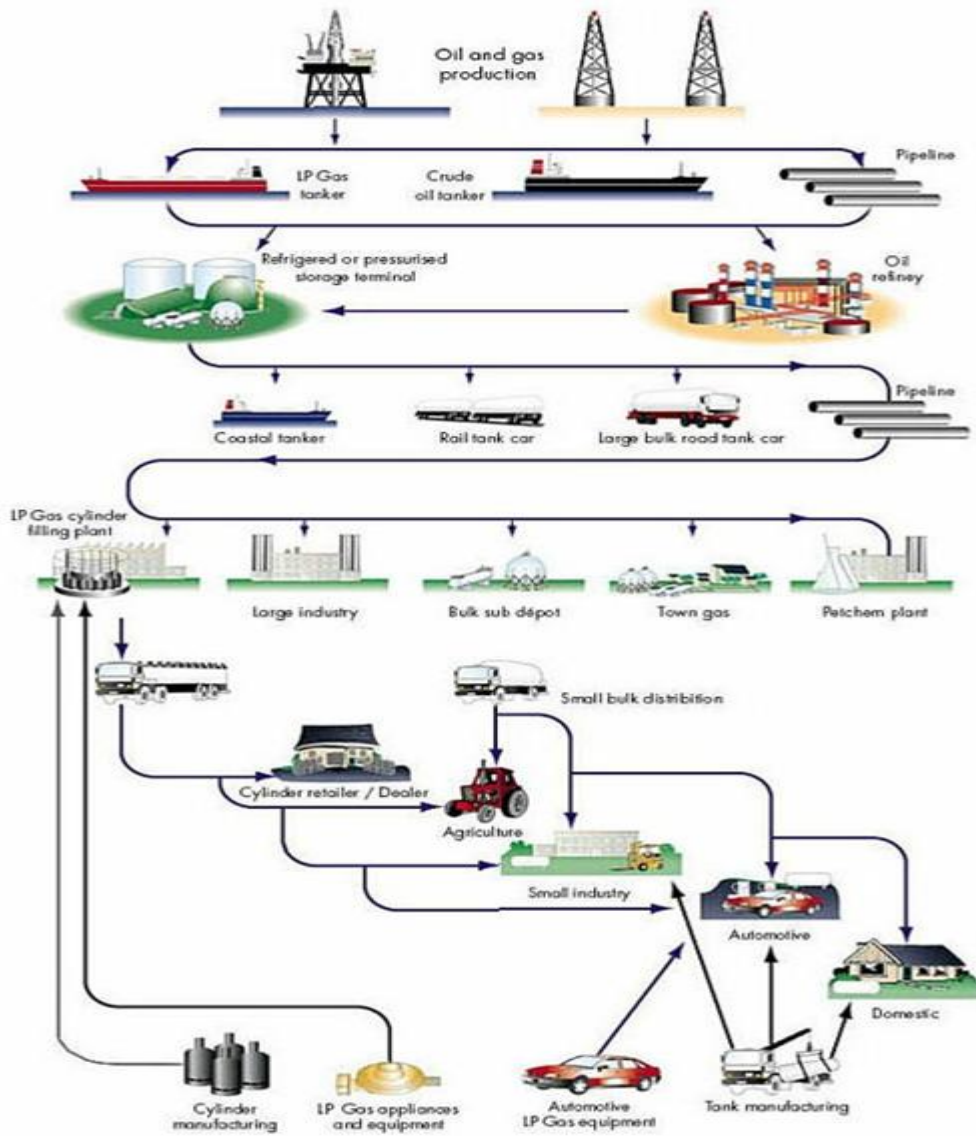 Oil and gas
production
LP Gas
tanker
Crude
oil tanker
Pipeline
Refrigered or pressurised
storage terminal
Oil
refiney
Coastal tanker
Rail tank car
Large bulk road tank car
Pipeline
LP Gas cylinder
filling plant
Large industry
Bulk sub dépot
Town gas
Petchem plant
Small bulk distribition
Cylinder retailer / Dealer
Agriculture
Small industry
Automotive
Domestic
Cylinder
manufacturing
LP Gas appliances
and equipment
Automotive
LP Gas equipment
Tank manufacturing